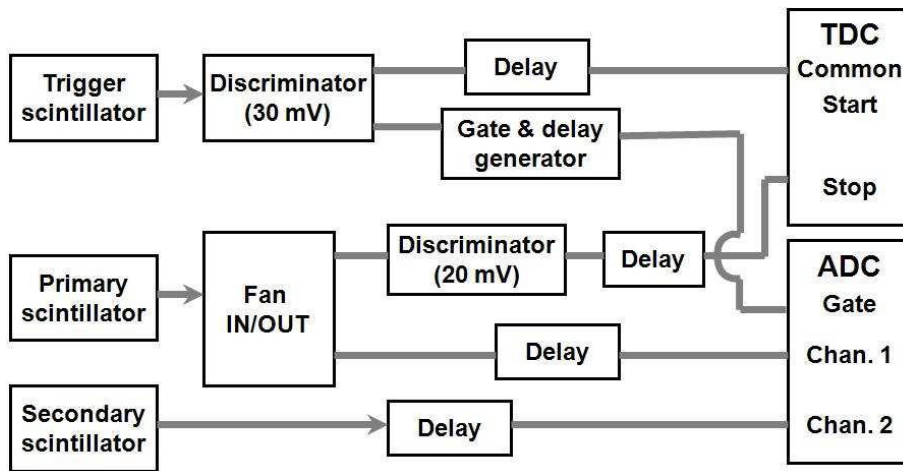 Trigger
scintillator
Discriminator
(30 mV)
Delay
Gate & delay
generator
TDC
Common
Start
Stop
Primary
scintillator
Fan
IN/OUT
Discriminator
(20 mV)
Delay
Delay
ADC
Gate
Chan. 1
Chan. 2
Secondary
scintillator
Delay